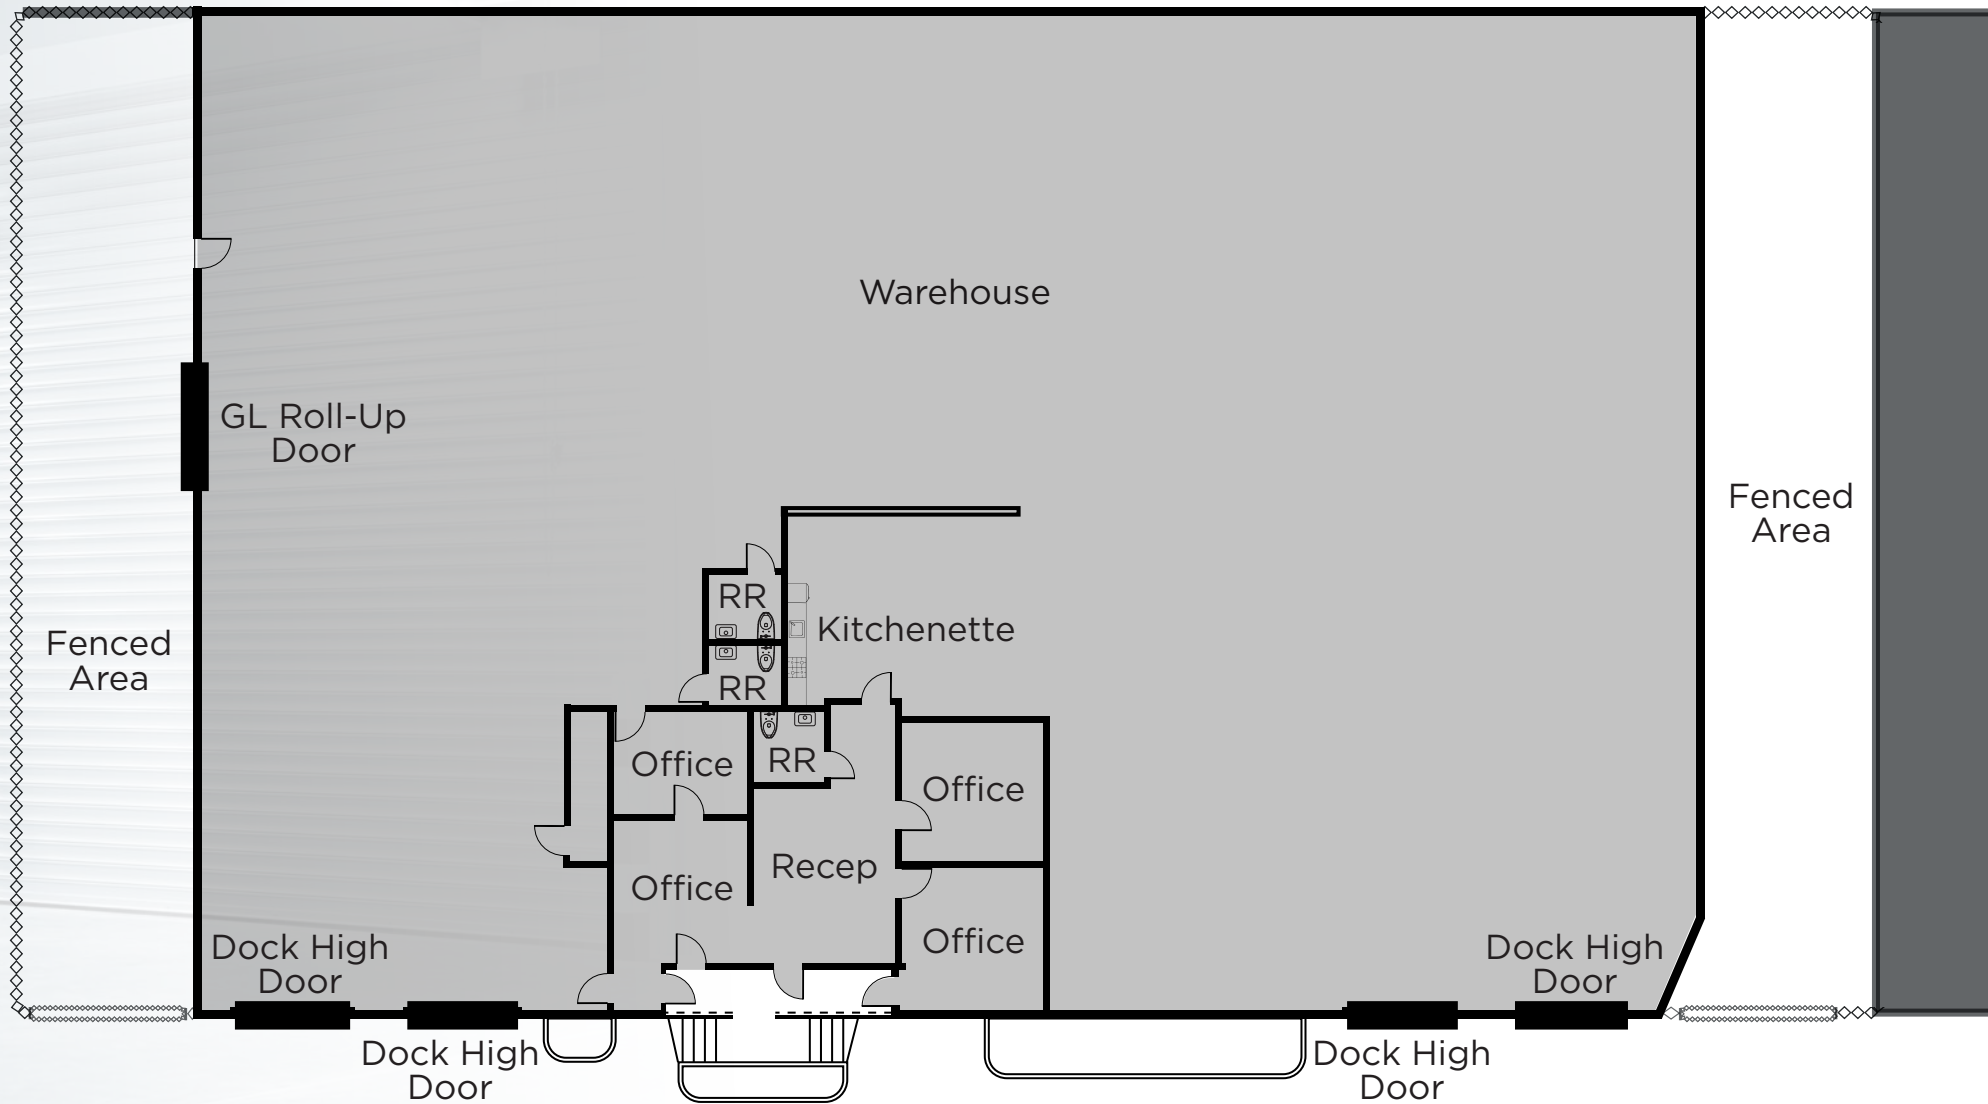 Warehouse
GL Roll-Up
Door
Fenced
Area
RR
Kitchenette
Fenced
Area
RR
Office
RR
Office
Recep
Office
Office
Dock High
Door
Dock High
Door
Dock High
Door
Dock High
Door